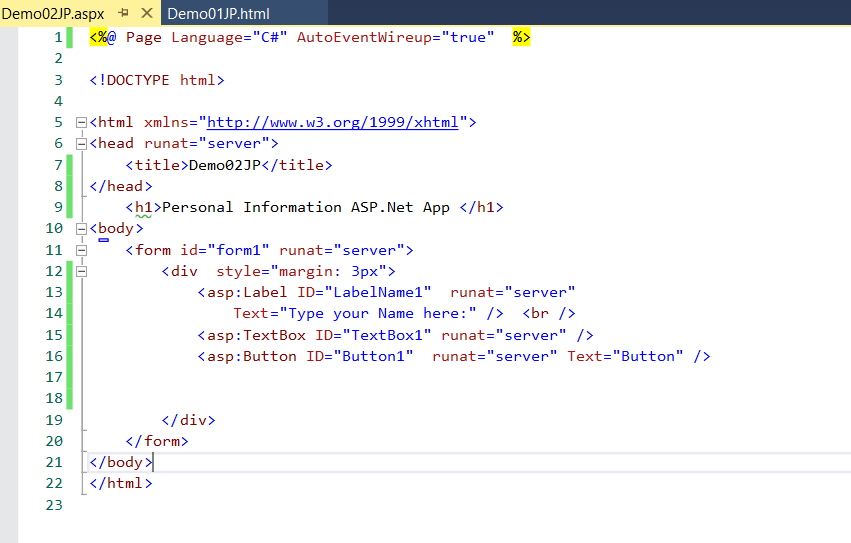 Demo02JP.aspx Demo01JP.html
1 <%@ Page Language="C#" AutoEventWireup="true"  %>
2
3 <!DOCTYPE html>
4
5 <html xmlns="http://www.w3.org/1999/xhtml">
6 <head runat="server">
7     <title>Demo02JP</title>
8 </head>
9     <h1>Personal Information ASP.Net App </h1>
10 <body>
11     <form id="form1" runat="server">
12         <div  style="margin: 3px">
13             <asp:Label ID="LabelName1"  runat="server"
14                 Text="Type your Name here:" />  <br />
15             <asp:TextBox ID="TextBox1" runat="server" />
16             <asp:Button ID="Button1"  runat="server" Text="Button" />
17
18
19         </div>
20     </form>
21 </body>
22 </html>
23